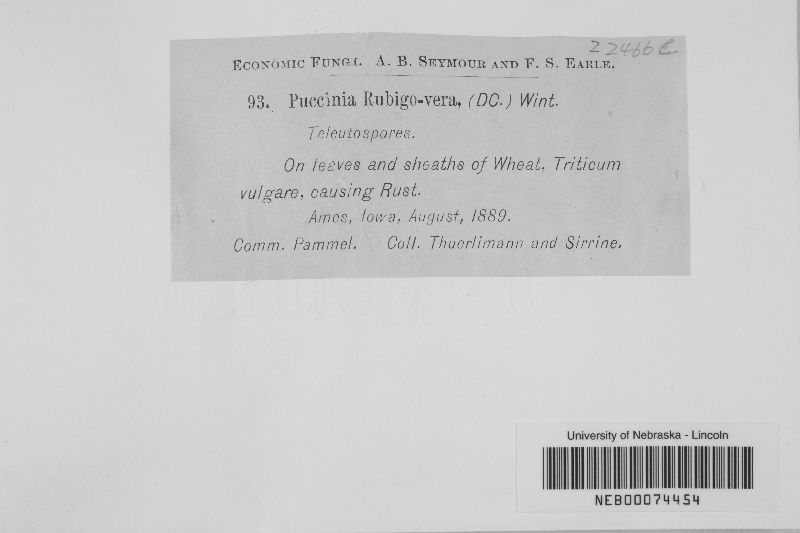 22466c
Economic Fungi. A. B. Seymour and F. S. Earle.
93. Puccinia Rubigo-vera, (DC.) Wint.
Teleutospores.
On leaves and sheaths of Wheat, Triticum
vulgare, causing Rust.
Ames, Iowa, August, 1889.
Comm. Pammel. Coll. Thuerlimann and Sirrine.
University of Nebraska - Lincoln
NEB00074454